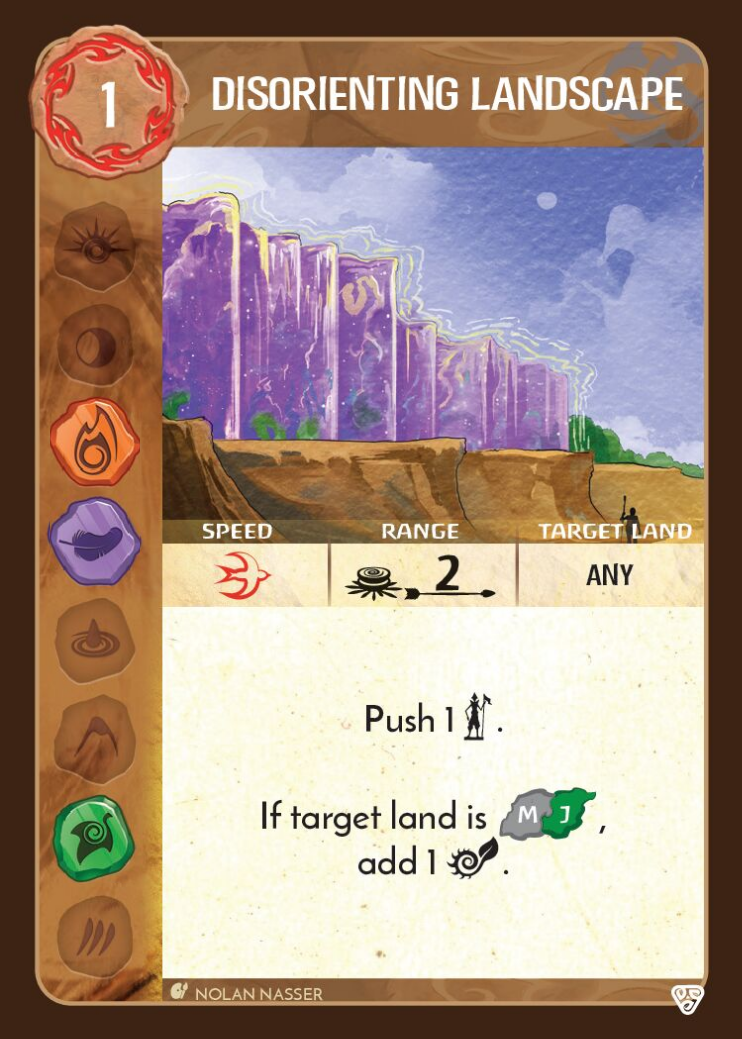 1
DISORIENTING LANDSCAPE
SPEED RANGE TARGET LAND
2 ANY
Push 1 .
If target land is M J ,
add 1 .
NOLAN NASSER